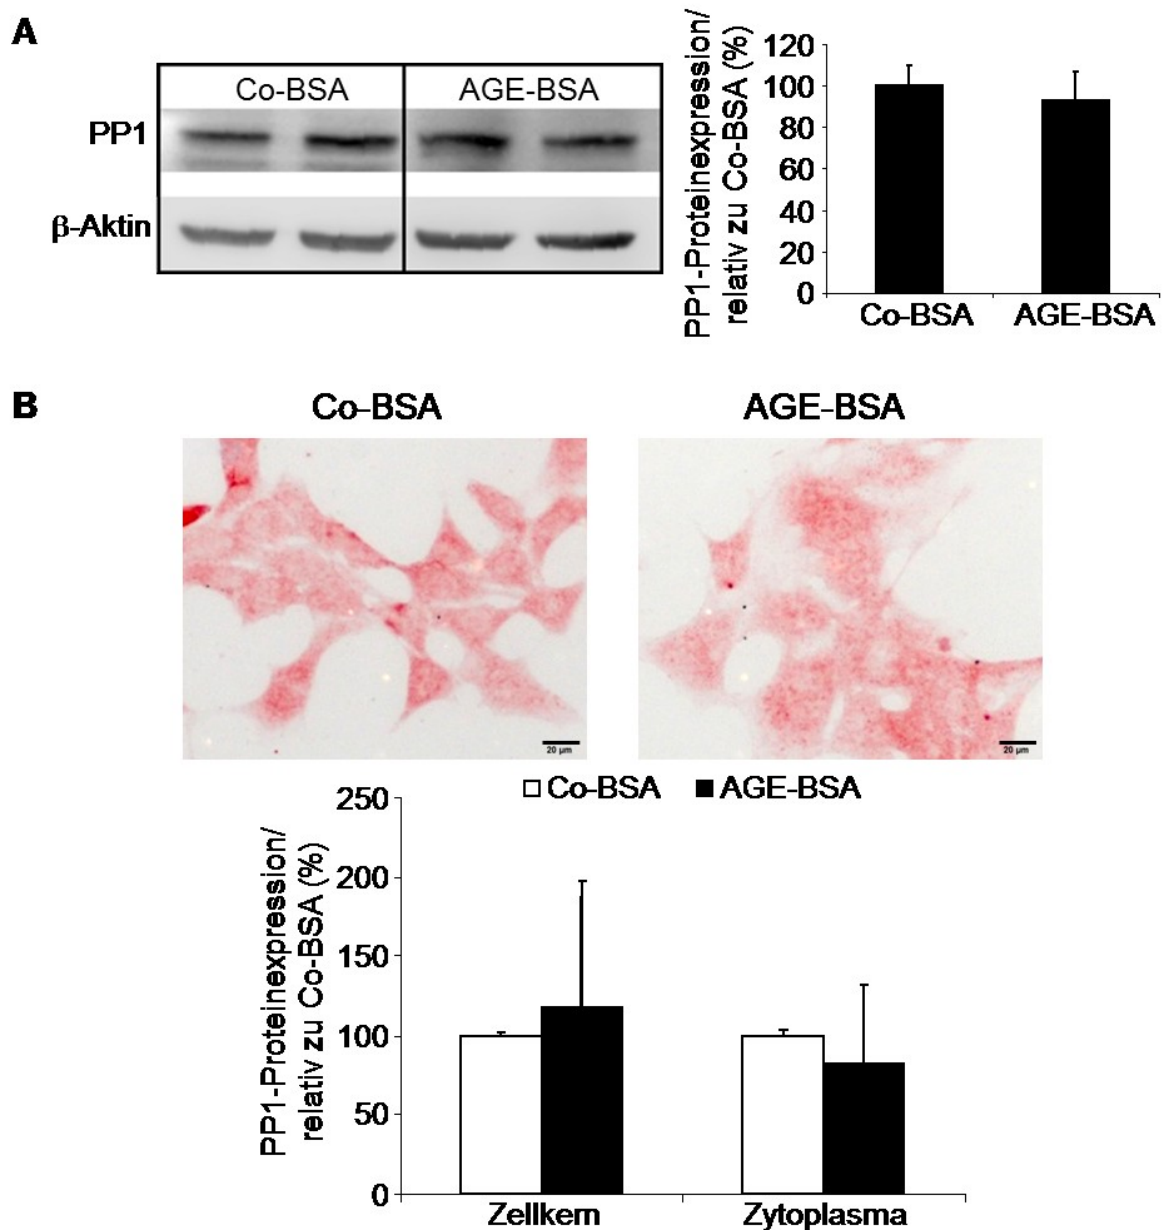 A
Co-BSA
AGE-BSA
PP1
β-Aktin
PP1-Proteinexpression/
relativ zu Co-BSA (%)
120
100
80
60
40
20
0
Co-BSA
AGE-BSA
B
Co-BSA
AGE-BSA
20 µm
20 µm
Co-BSA
AGE-BSA
PP1-Proteinexpression/
relativ zu Co-BSA (%)
250
200
150
100
50
0
Zellkern
Zytoplasma